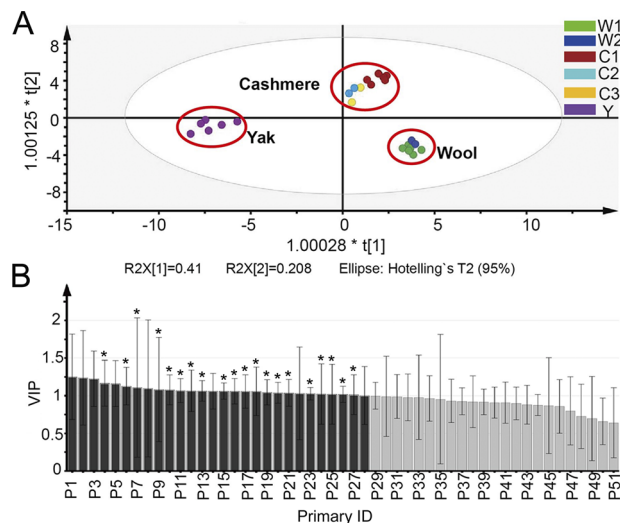 A
W1
W2
C1
C2
C3
Y
8
4
0
-4
-8
1.00125 * t[2]
Cashmere
Yak
Wool
-15
-10
-5
0
5
10
1.00028 * t[1]
R2X[1]=0.41 R2X[2]=0.208 Ellipse: Hotelling`s T2 (95%)
B
2
1.5
1
0.5
0
VIP
* * * * * * * * * * * * * * * * * * *
P1 P3 P5 P7 P9 P11 P13 P15 P17 P19 P21 P23 P25 P27 P29 P31 P33 P35 P37 P39 P41 P43 P45 P47 P49 P51
Primary ID